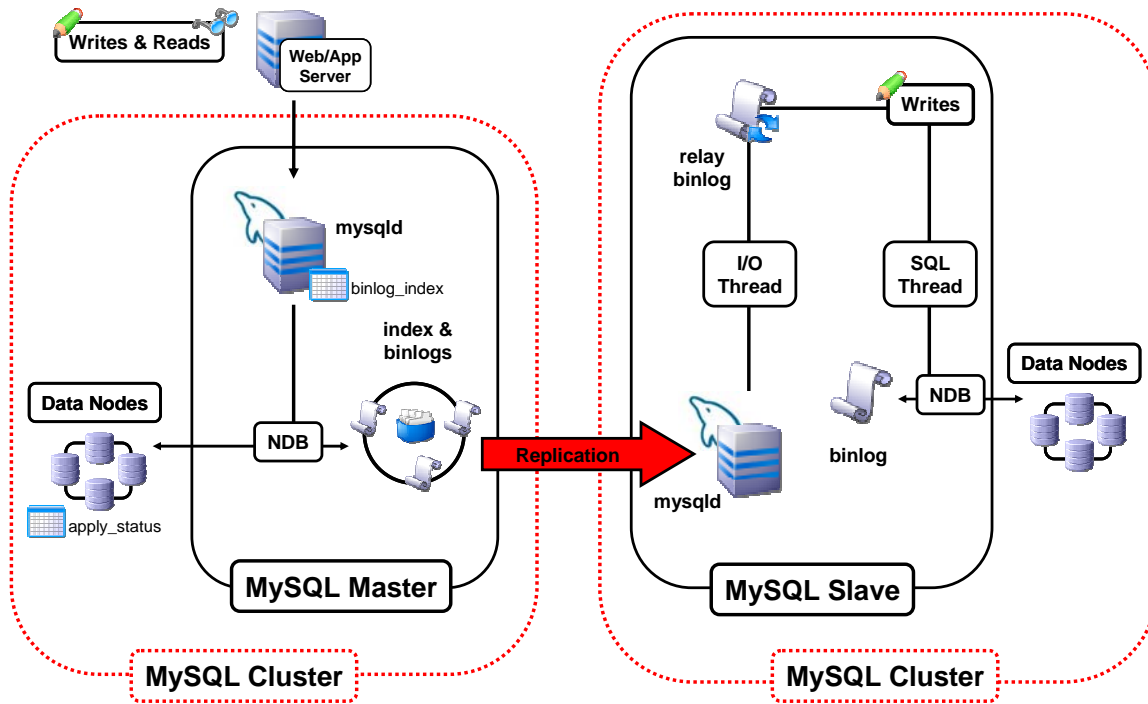 Writes & Reads
Web/App
Server
mysqld
binlog_index
index &
binlogs
Data Nodes
NDB
apply_status
MySQL Master
MySQL Cluster
Replication
relay
binlog
Writes
I/O
Thread
SQL
Thread
mysqld
binlog
NDB
Data Nodes
MySQL Slave
MySQL Cluster